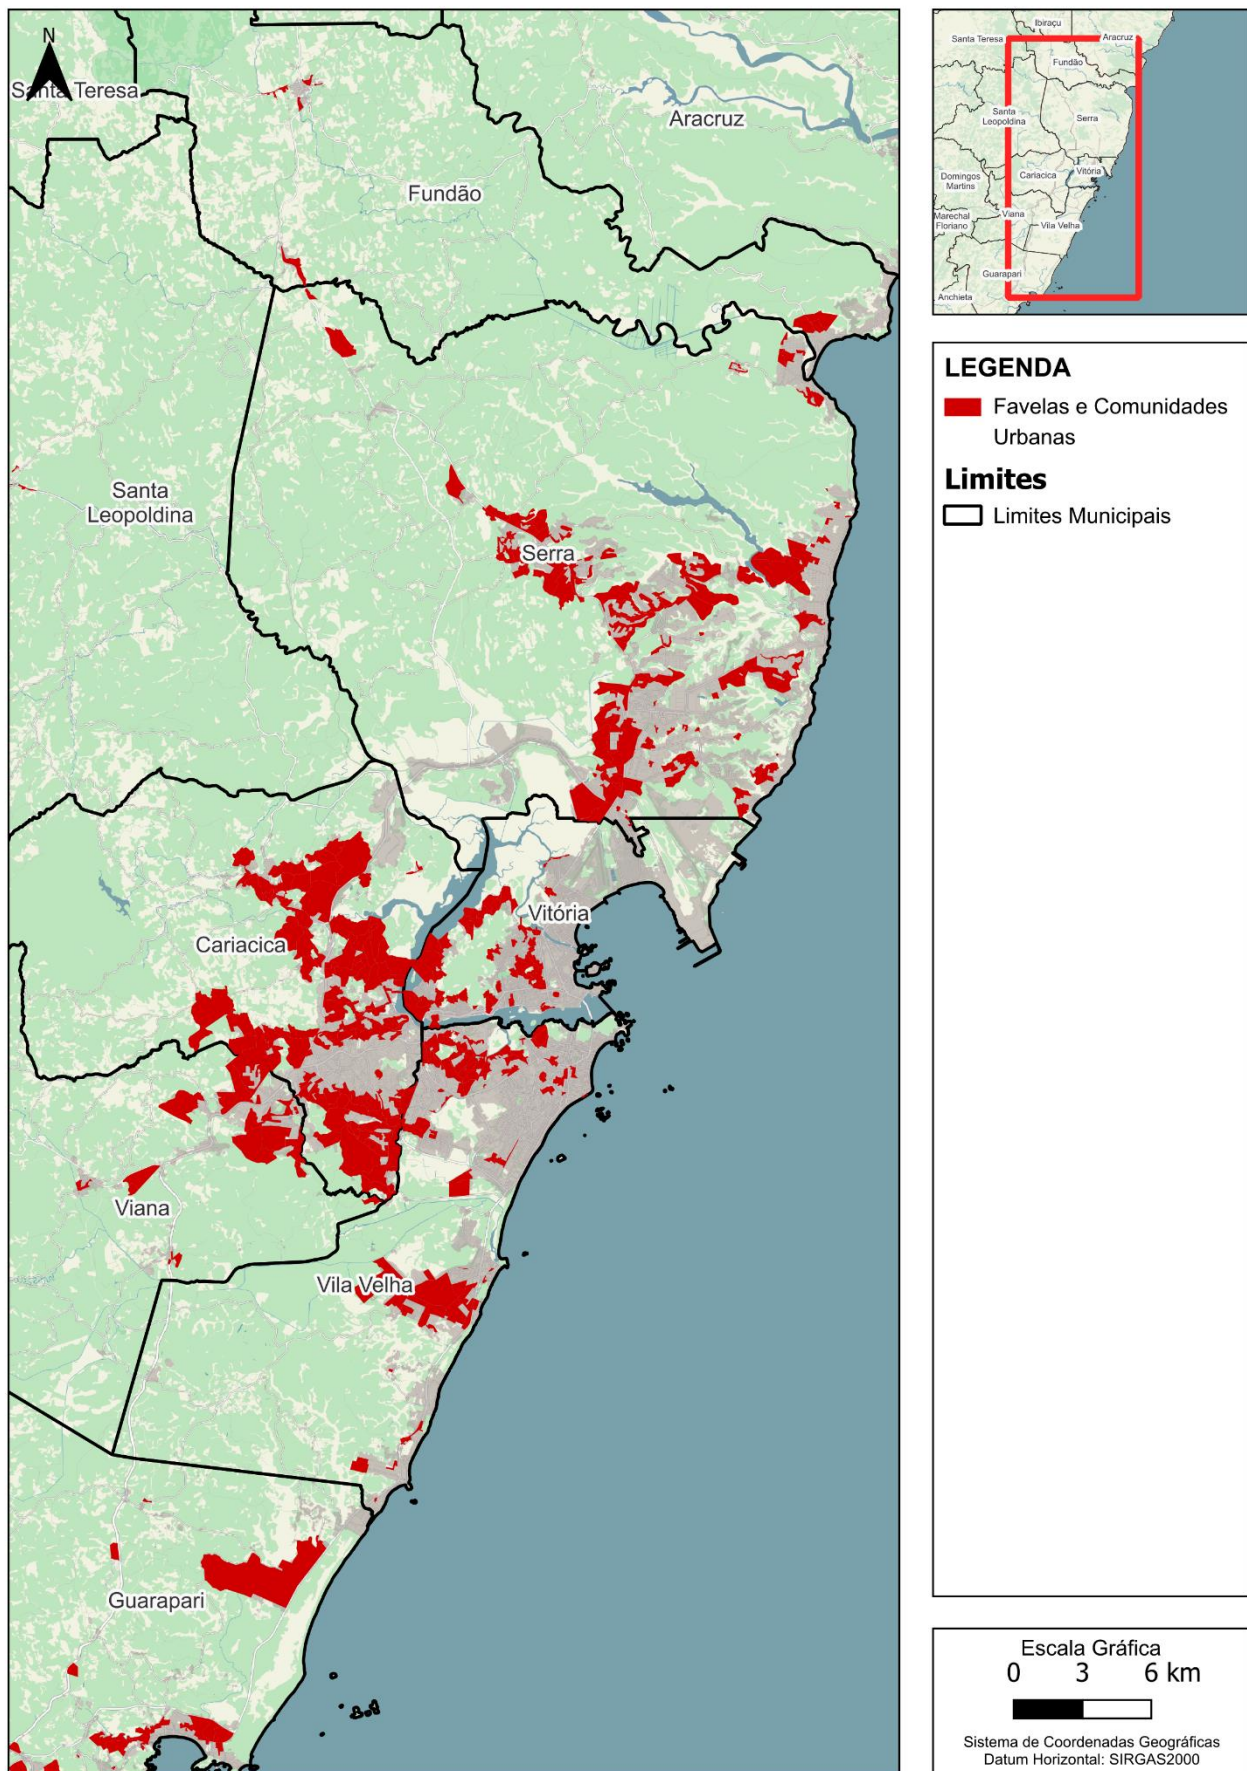 N
Santa Teresa
Aracruz
Fundão
Santa
Leopoldina
Serra
Vitória
Cariacica
Viana
Vila Velha
Guarapari
Ibiraçu
Santa Teresa
Aracruz
Fundão
Santa
Leopoldina
Serra
Domingos
Martins
Cariacica
Vitória
Marechal
Floriano
Viana
Vila Velha
Guarapari
Anchieta
LEGENDA
Favelas e Comunidades
Urbanas
Limites
Limites Municipais
Escala Gráfica
0 3 6 km
Sistema de Coordenadas Geográficas
Datum Horizontal: SIRGAS2000